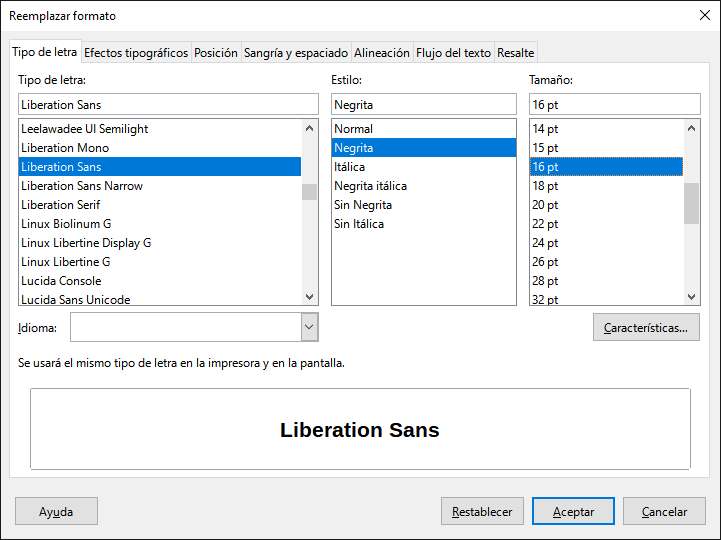 Reemplazar formato
Tipo de letra Efectos tipográficos Posición Sangría y espaciado Alineación Flujo del texto Resalte
Tipo de letra: Estilo: Tamaño:
Liberation Sans Negrita 16 pt
Leelawadee UI Semilight Normal 14 pt
Liberation Mono Negrita 15 pt
Liberation Sans Itálica 16 pt
Liberation Sans Narrow Negrita itálica 18 pt
Liberation Serif Sin Negrita 20 pt
Linux Biolinum G Sin Itálica 22 pt
Linux Libertine Display G 24 pt
Linux Libertine G 26 pt
Lucida Console 28 pt
Lucida Sans Unicode 32 pt
Idioma: Características...
Se usará el mismo tipo de letra en la impresora y en la pantalla.
Liberation Sans
Ayuda Restablecer Aceptar Cancelar